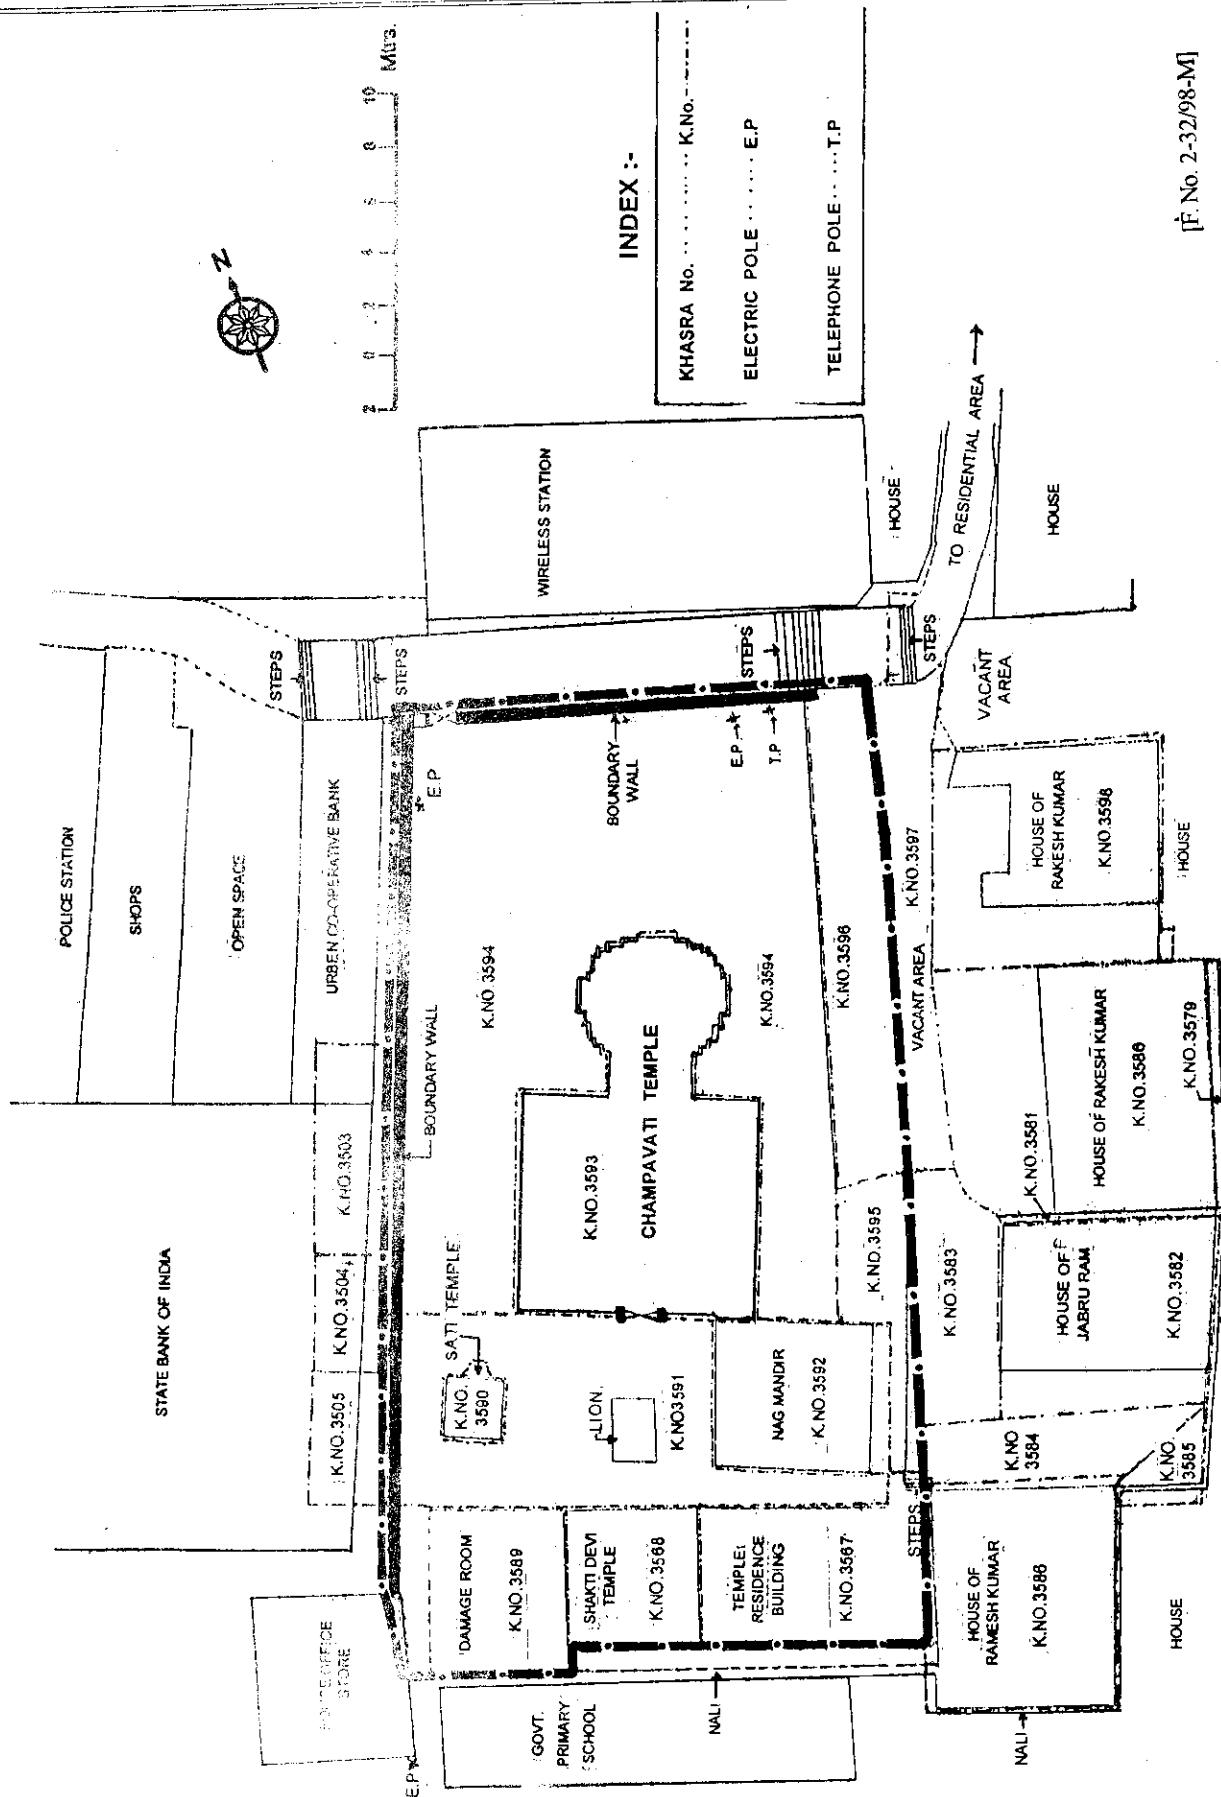 POLICE STATION
SHOPS
OPEN SPACE
URBEN CO-OPERATIVE BANK
STATE BANK OF INDIA
STORE
E.P
K.NO.3505
K.NO.3504
K.NO.3503
STEPS
STEPS
BOUNDARY WALL
E.P
K.NO.3594
SATI TEMPLE
K.NO.
3590
LION
K.NO3591
K.NO.3593
CHAMPAVATI TEMPLE
K.NO.3594
BOUNDARY
WALL
E.P
T.P
STEPS
WIRELESS STATION
DAMAGE ROOM
K.NO.3589
SHAKTI DEVI
TEMPLE
K.NO.3568
TEMPLE
RESIDENCE
BUILDING
K.NO.3567
NAG MANDIR
K.NO.3592
GOVT.
PRIMARY
SCHOOL
NALI
STEPS
K.NO.3595
K.NO.3596
K.NO.3583
VACANT AREA
K.NO.3597
STEPS
HOUSE
TO RESIDENTIAL AREA
HOUSE
VACANT
AREA
HOUSE OF
RAMESH KUMAR
K.NO.3586
NALI
HOUSE
K.NO
3584
K.NO
3585
HOUSE OF
JABRU RAM
K.NO.3582
K.NO.3581
HOUSE OF RAKESH KUMAR
K.NO.3586
K.NO.3579
HOUSE OF
RAKESH KUMAR
K.NO.3598
HOUSE
N
2 0 2 4 6 8 10 Mtrs.
INDEX :-
KHASRA No. ........... K.No.
ELECTRIC POLE ...... E.P
TELEPHONE POLE ..... T.P
[F. No. 2-32/98-M]